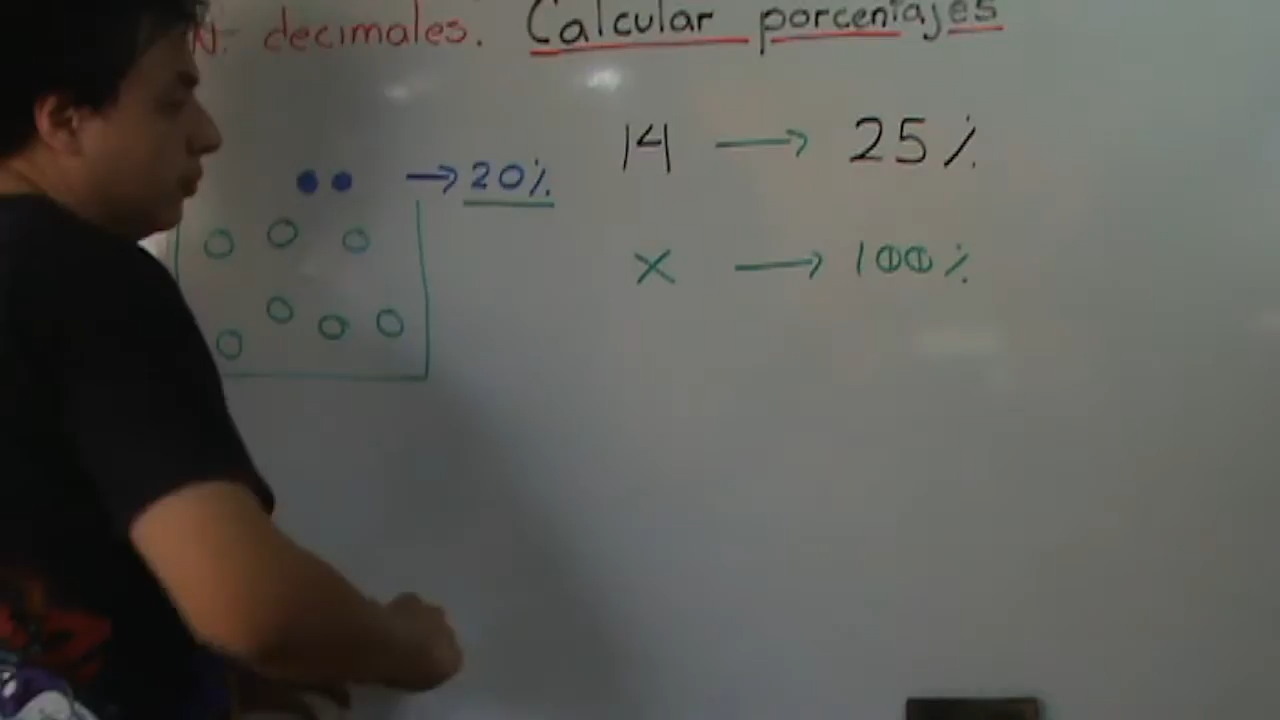 N. decimales. Calcular porcentajes
→ 20%
14 → 25%
x → 100%